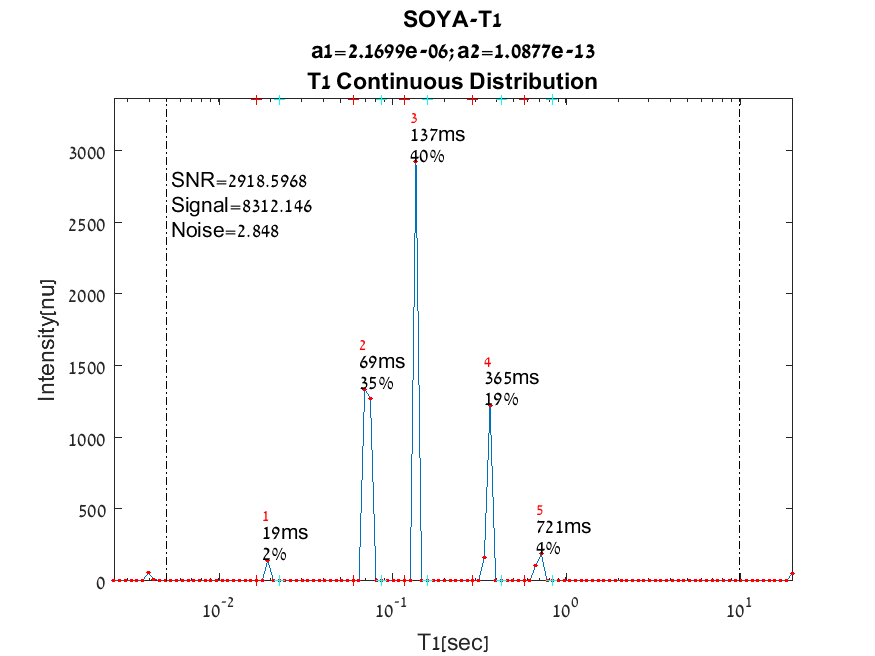 SOYA-T1
a1=2.1699e-06; a2=1.0877e-13
T1 Continuous Distribution
3
137ms
40%
SNR=2918.5968
Signal=8312.146
Noise=2.848
2
69ms
35%
4
365ms
19%
1
19ms
2%
5
721ms
4%
3000
2500
2000
1500
1000
500
0
Intensity[nu]
10-2
10-1
100
101
T1[sec]